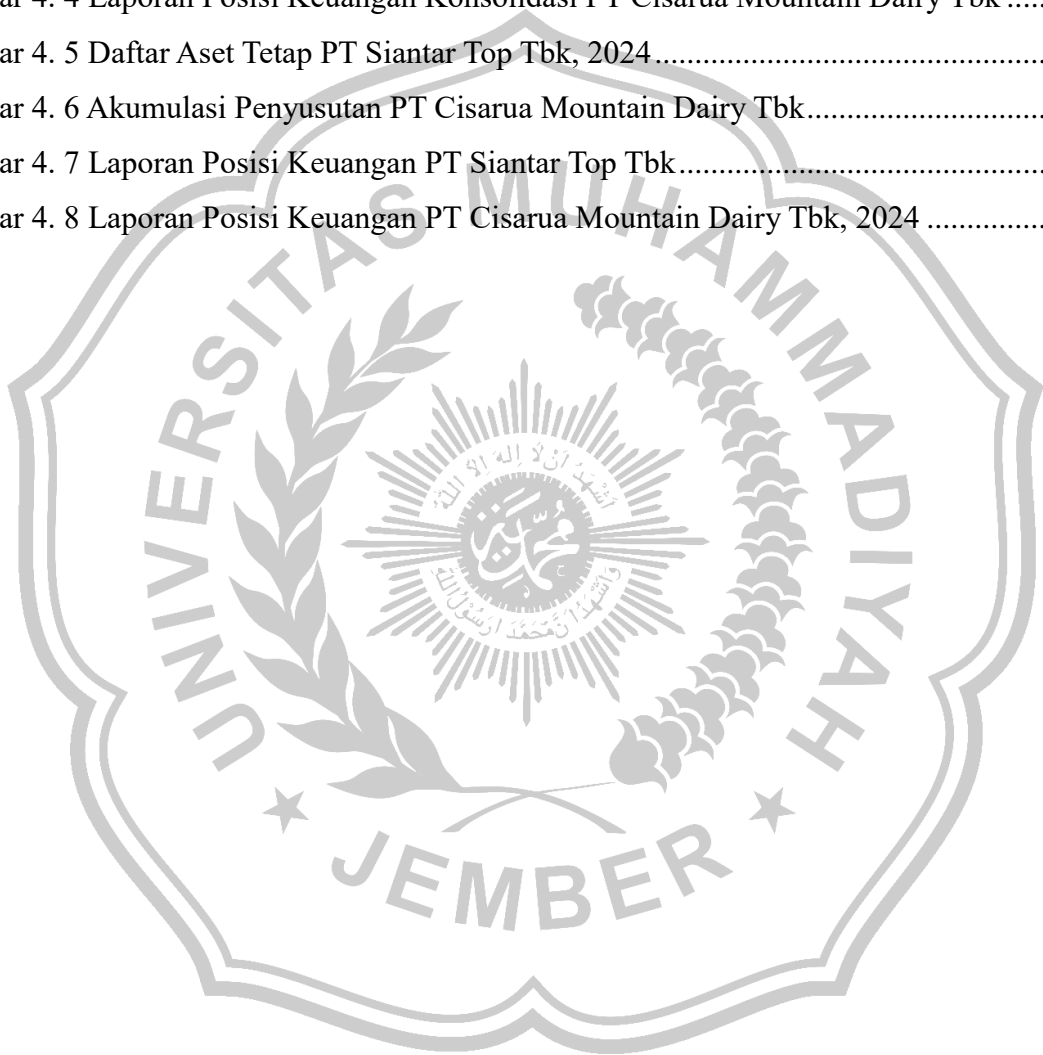 ar 4. 4 Laporan Posisi Keuangan Konsolidasi PT Cisarua Mountain Dairy Tbk .....
ar 4. 5 Daftar Aset Tetap PT Siantar Top Tbk, 2024..................................................
ar 4. 6 Akumulasi Penyusutan PT Cisarua Mountain Dairy Tbk..............................
ar 4. 7 Laporan Posisi Keuangan PT Siantar Top Tbk...............................................
ar 4. 8 Laporan Posisi Keuangan PT Cisarua Mountain Dairy Tbk, 2024 ...............
UNIVERSITAS MUHAMMADIYAH
JEMBER